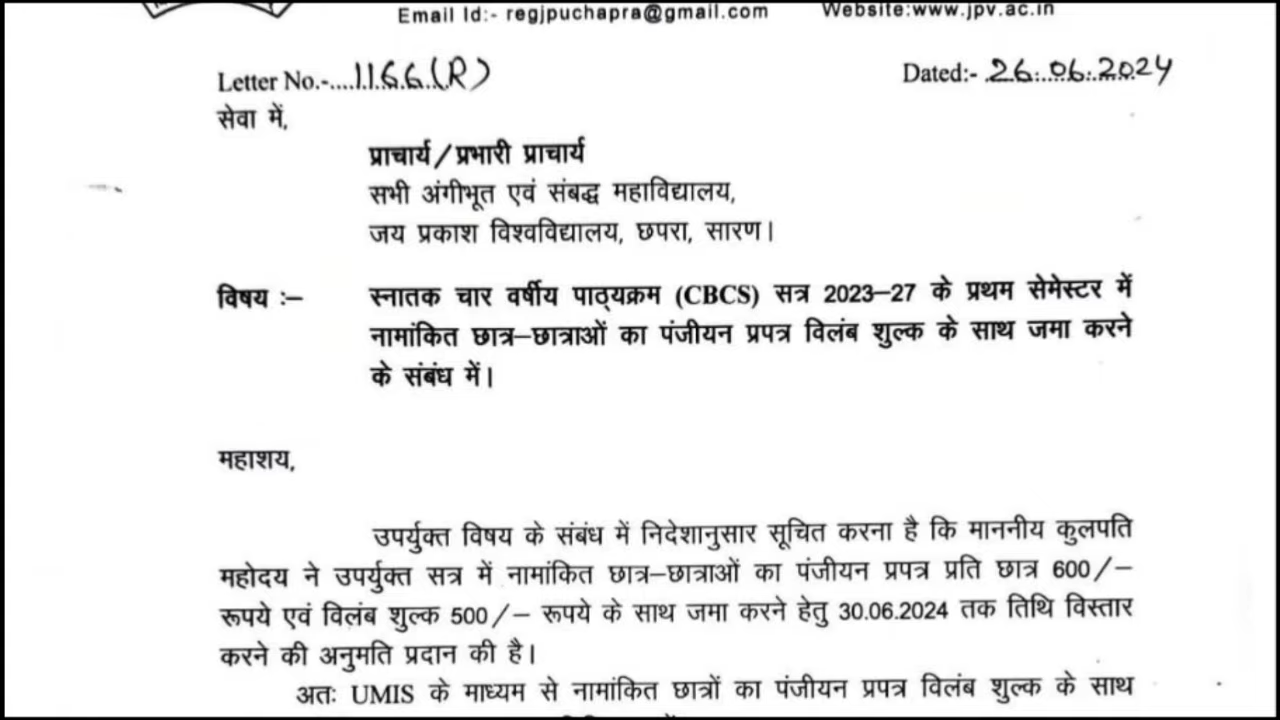 Email Id:- regjpuchapra@gmail.com Website:www.jpv.ac.in
Letter No.-....1166(R) Dated:- 26.06.2024
सेवा में,
प्राचार्य/प्रभारी प्राचार्य
सभी अंगीभूत एवं संबद्ध महाविद्यालय,
जय प्रकाश विश्वविद्यालय, छपरा, सारण।
विषय :– स्नातक चार वर्षीय पाठ्यक्रम (CBCS) सत्र 2023–27 के प्रथम सेमेस्टर में
नामांकित छात्र–छात्राओं का पंजीयन प्रपत्र विलंब शुल्क के साथ जमा करने
के संबंध में।
महाशय,
उपर्युक्त विषय के संबंध में निदेशानुसार सूचित करना है कि माननीय कुलपति
महोदय ने उपर्युक्त सत्र में नामांकित छात्र–छात्राओं का पंजीयन प्रपत्र प्रति छात्र 600/–
रूपये एवं विलंब शुल्क 500/– रूपये के साथ जमा करने हेतु 30.06.2024 तक तिथि विस्तार
करने की अनुमति प्रदान की है।
अतः UMIS के माध्यम से नामांकित छात्रों का पंजीयन प्रपत्र विलंब शुल्क के साथ